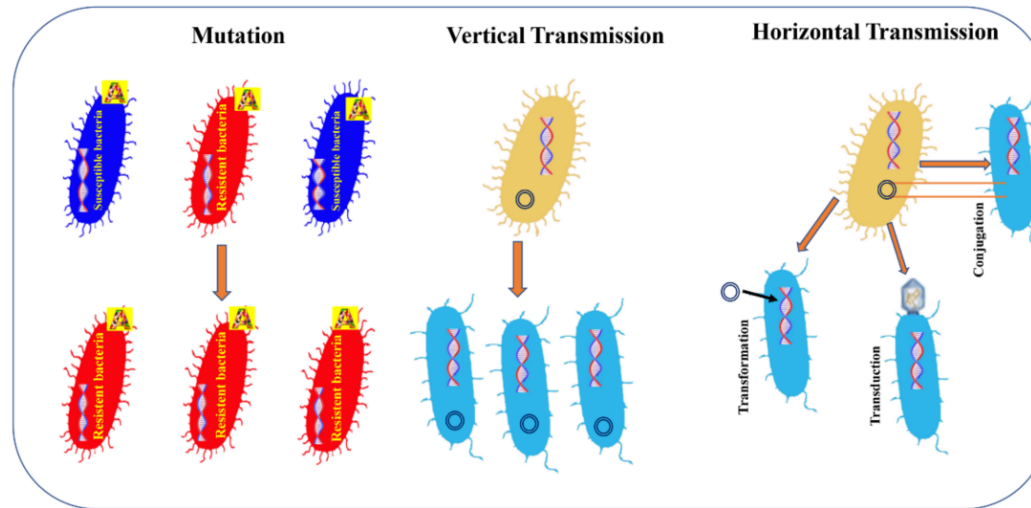 Mutation
Vertical Transmission
Horizontal Transmission
A
Susceptible bacteria
A
Resistent bacteria
A
Susceptible bacteria
Conjugation
Transformation
Transduction
A
Resistent bacteria
A
Resistent bacteria
A
Resistent bacteria